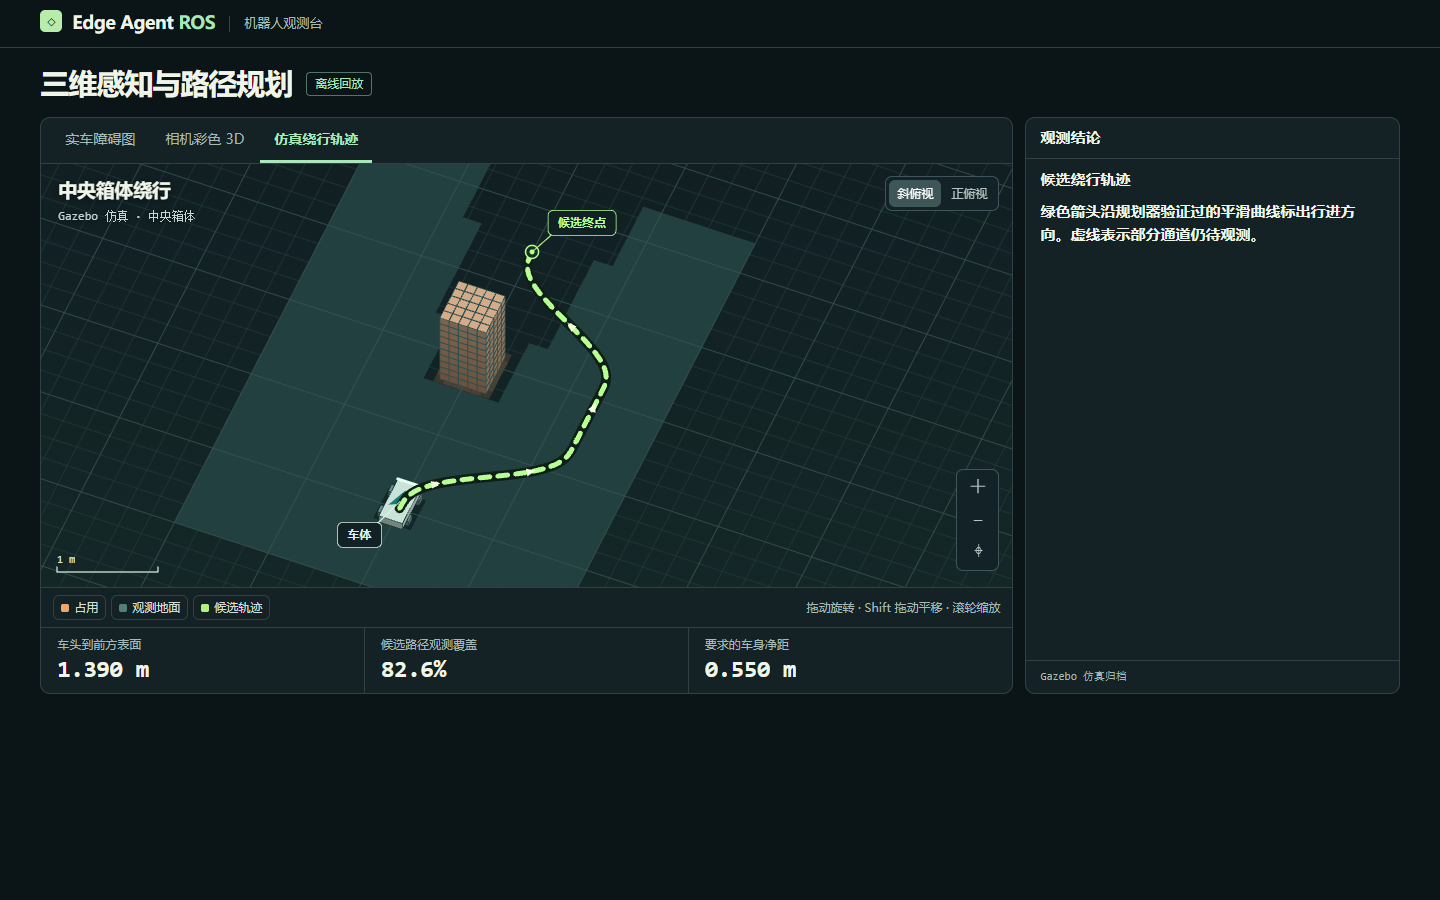 Edge Agent ROS
机器人观测台
三维感知与路径规划
离线回放
实车障碍图
相机彩色 3D
仿真绕行轨迹
中央箱体绕行
Gazebo 仿真 · 中央箱体
斜俯视
正俯视
候选终点
车体
1 m
占用
观测地面
候选轨迹
拖动旋转 · Shift 拖动平移 · 滚轮缩放
车头到前方表面
1.390 m
候选路径观测覆盖
82.6%
要求的车身净距
0.550 m
观测结论
候选绕行轨迹
绿色箭头沿规划器验证过的平滑曲线标出行进方
向。虚线表示部分通道仍待观测。
Gazebo 仿真归档